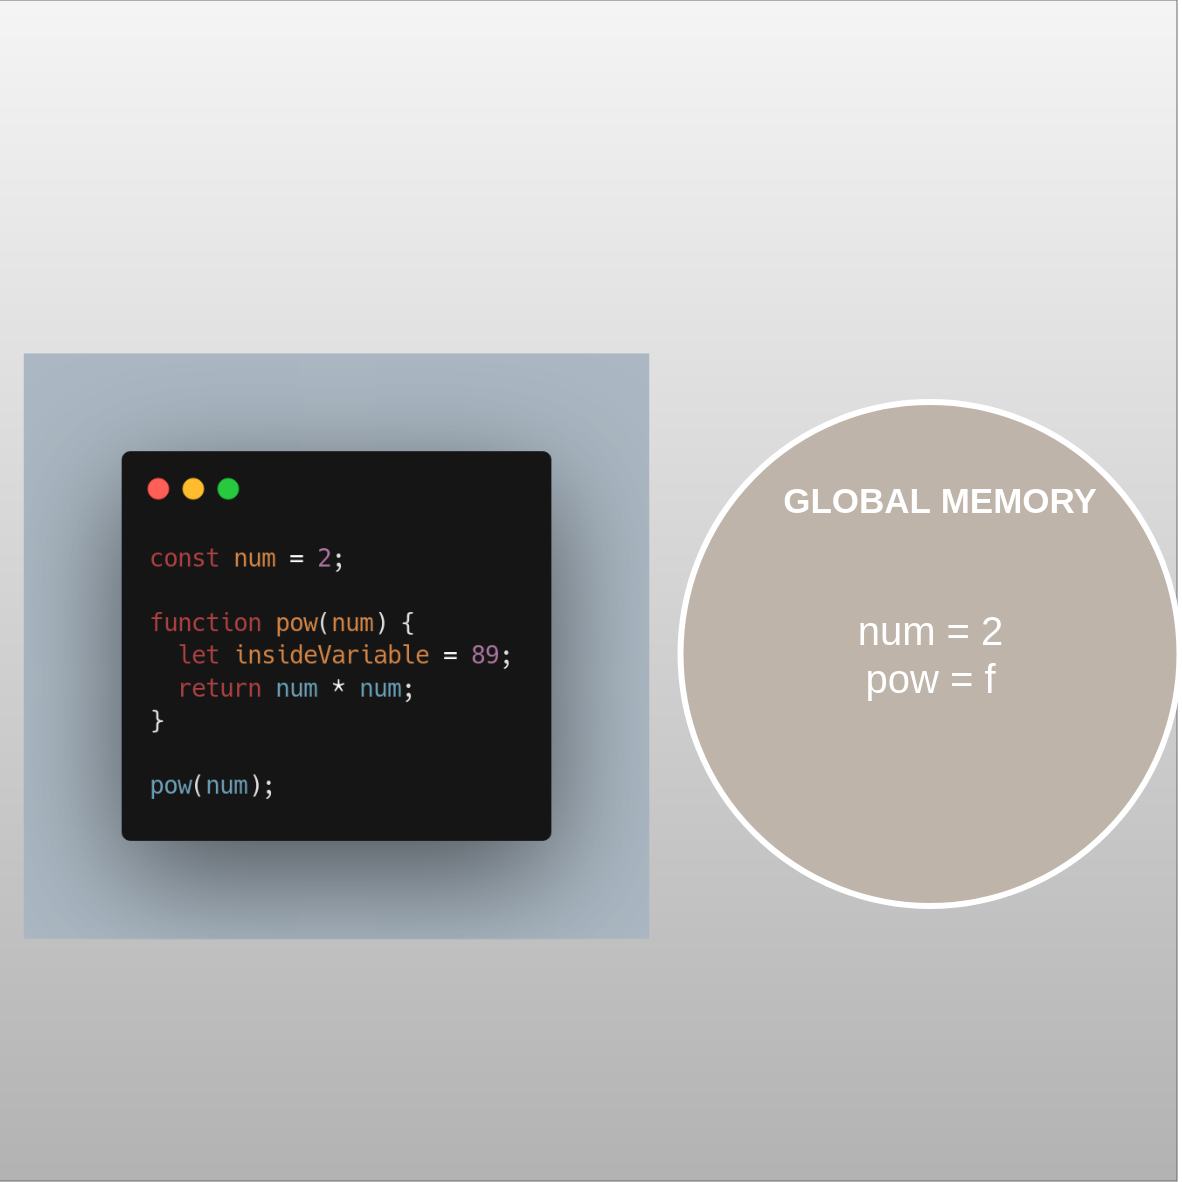 const num = 2;
function pow(num) {
  let insideVariable = 89;
  return num * num;
}
pow(num);
GLOBAL MEMORY
num = 2
pow = f